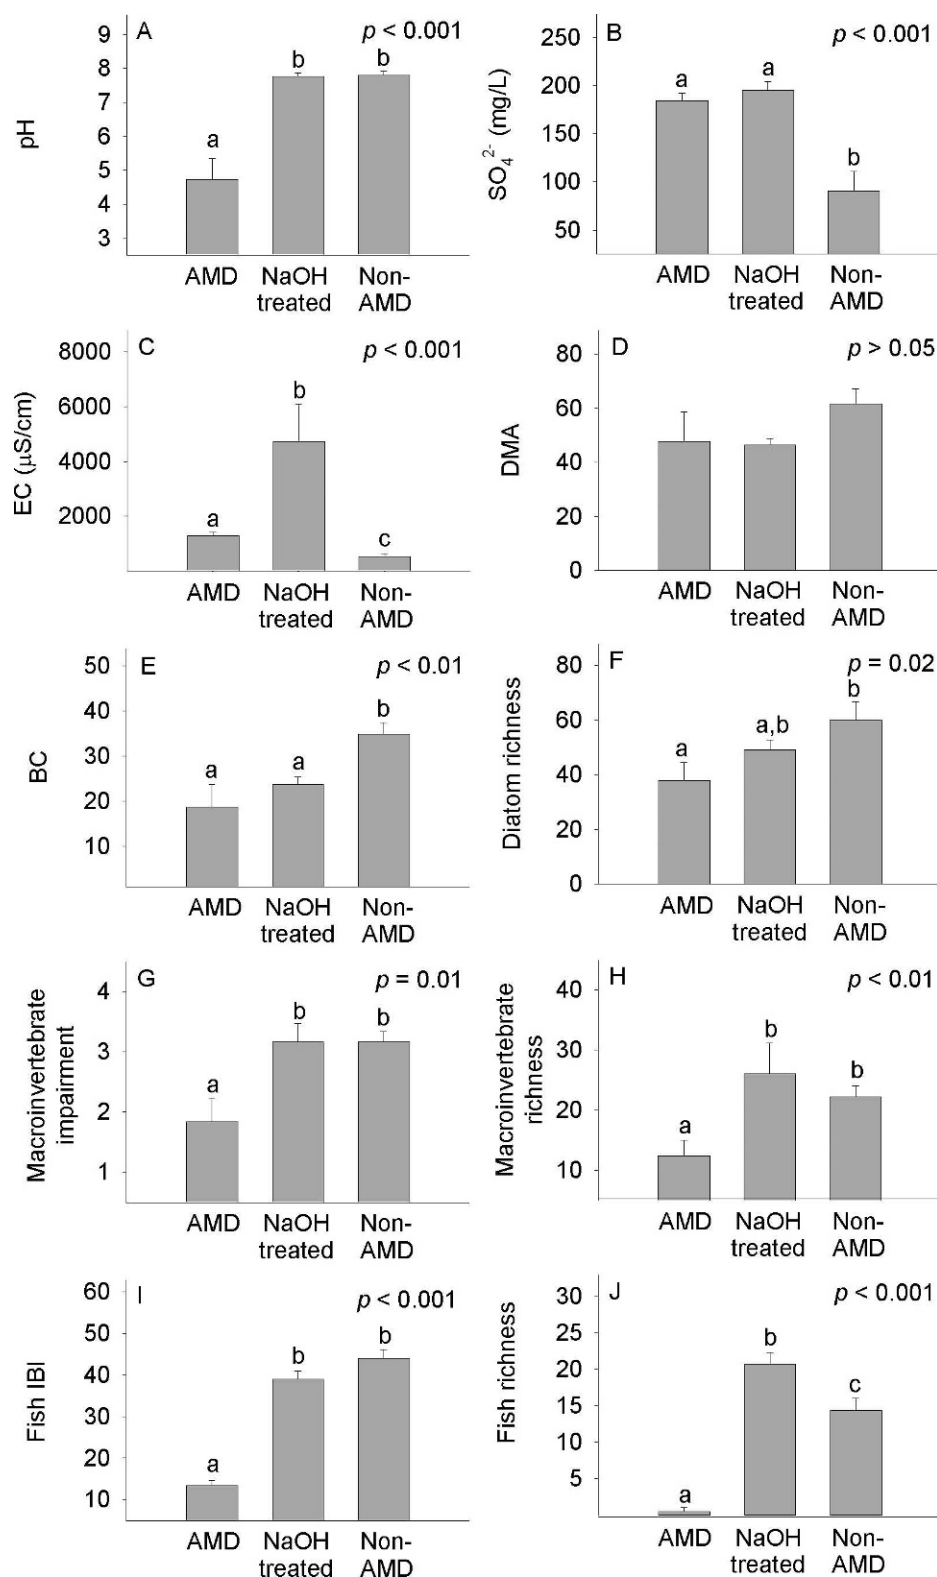 A
p < 0.001
9
8
7
6
5
4
3
pH
a
b
b
AMD
NaOH
treated
Non-
AMD
B
p < 0.001
250
200
150
100
50
SO₄²⁻ (mg/L)
a
a
b
AMD
NaOH
treated
Non-
AMD
C
p < 0.001
8000
6000
4000
2000
EC (µS/cm)
a
b
c
AMD
NaOH
treated
Non-
AMD
D
p > 0.05
80
60
40
20
0
DMA
AMD
NaOH
treated
Non-
AMD
E
p < 0.01
50
40
30
20
10
BC
a
a
b
AMD
NaOH
treated
Non-
AMD
F
p = 0.02
80
60
40
20
0
Diatom richness
a
a,b
b
AMD
NaOH
treated
Non-
AMD
G
p = 0.01
4
3
2
1
Macroinvertebrate
impairment
a
b
b
AMD
NaOH
treated
Non-
AMD
H
p < 0.01
40
30
20
10
Macroinvertebrate
richness
a
b
b
AMD
NaOH
treated
Non-
AMD
I
p < 0.001
60
50
40
30
20
10
Fish IBI
a
b
b
AMD
NaOH
treated
Non-
AMD
J
p < 0.001
30
25
20
15
10
5
Fish richness
a
b
c
AMD
NaOH
treated
Non-
AMD